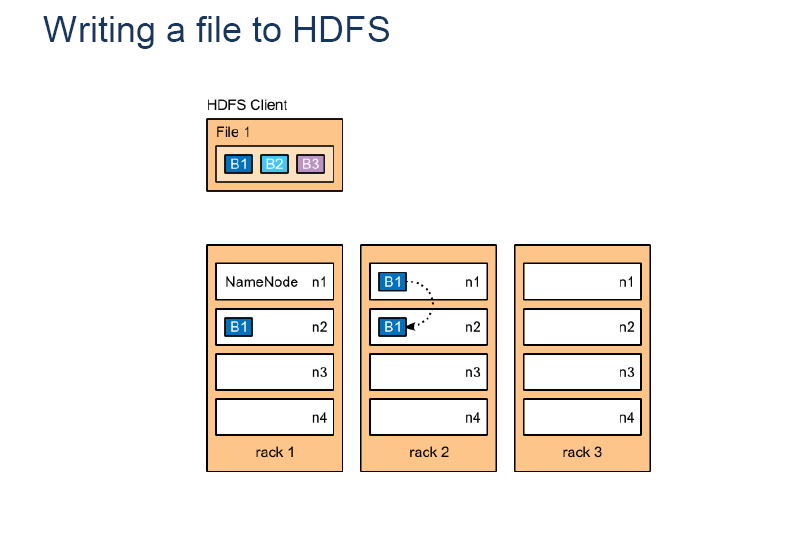 Writing a file to HDFS
HDFS Client
File 1
B1 B2 B3
NameNode n1
B1 n2
n3
n4
rack 1
B1 n1
B1 n2
n3
n4
rack 2
n1
n2
n3
n4
rack 3